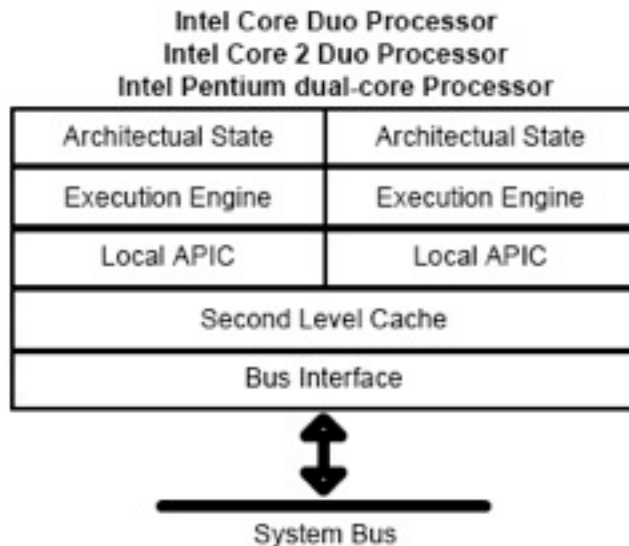 Intel Core Duo Processor
Intel Core 2 Duo Processor
Intel Pentium dual-core Processor
Architectual State Architectual State
Execution Engine Execution Engine
Local APIC Local APIC
Second Level Cache
Bus Interface
System Bus